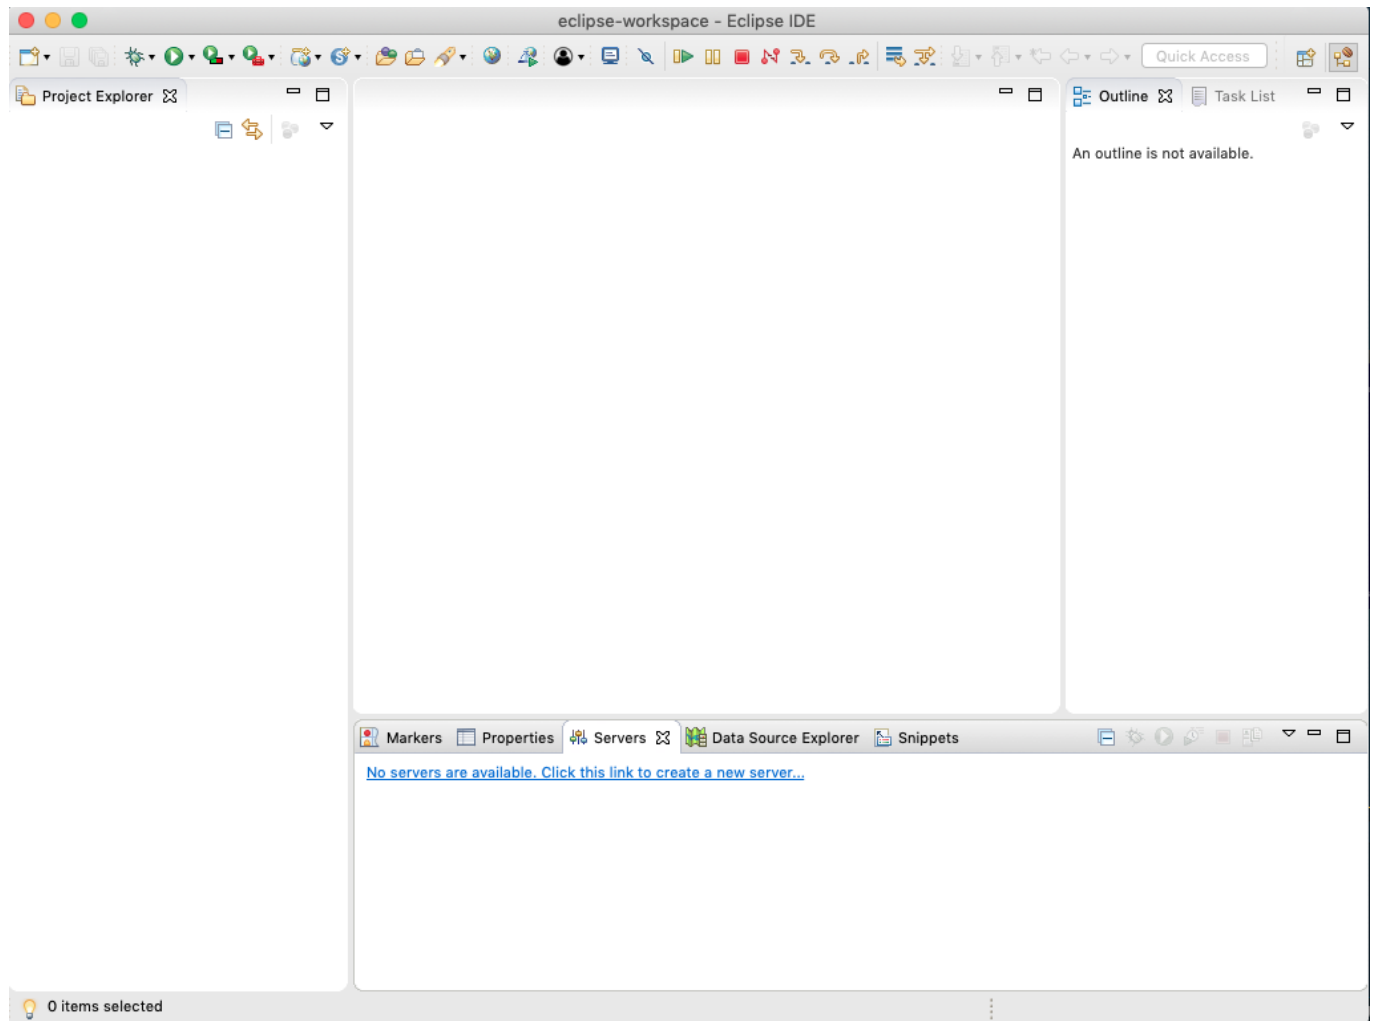 eclipse-workspace - Eclipse IDE
Quick Access
Project Explorer
Outline
Task List
An outline is not available.
Markers
Properties
Servers
Data Source Explorer
Snippets
No servers are available. Click this link to create a new server...
0 items selected